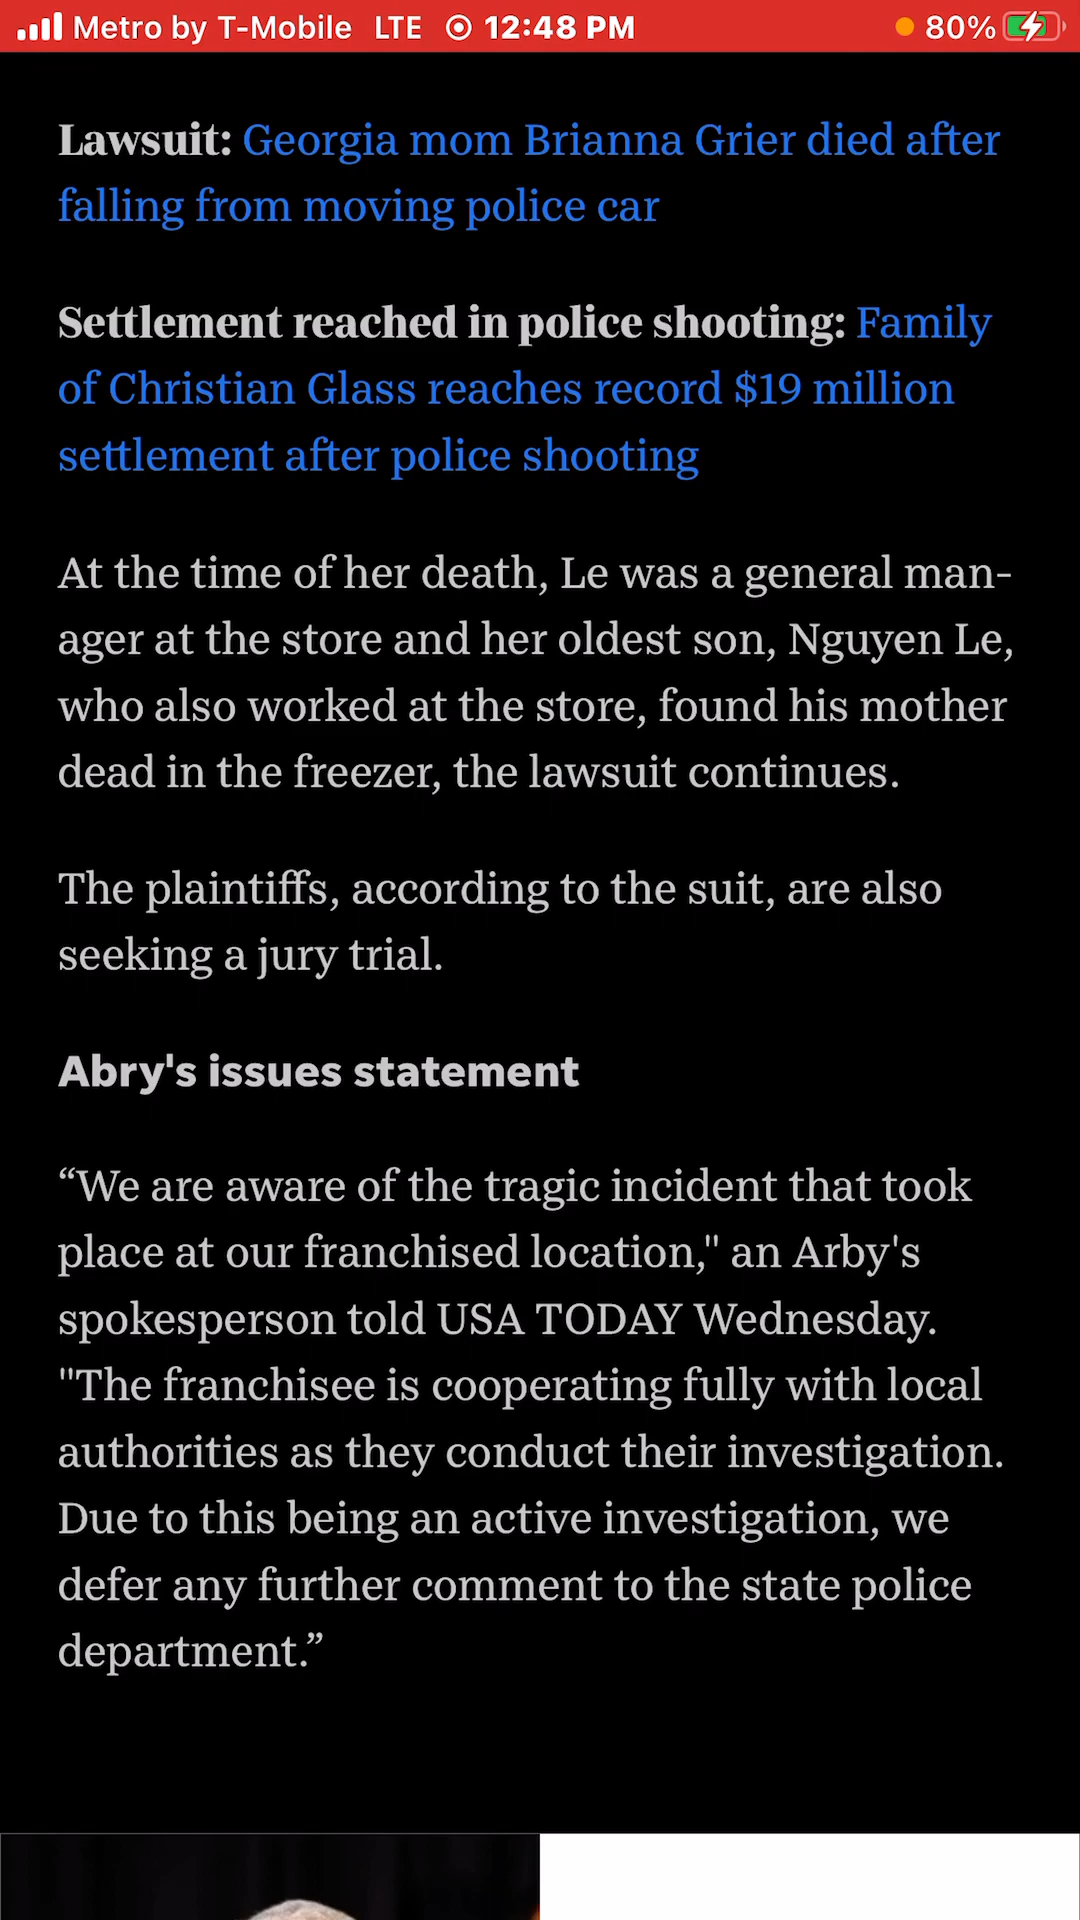 Metro by T-Mobile LTE 12:48 PM 80%
Lawsuit: Georgia mom Brianna Grier died after
falling from moving police car
Settlement reached in police shooting: Family
of Christian Glass reaches record $19 million
settlement after police shooting
At the time of her death, Le was a general man-
ager at the store and her oldest son, Nguyen Le,
who also worked at the store, found his mother
dead in the freezer, the lawsuit continues.
The plaintiffs, according to the suit, are also
seeking a jury trial.
Abry's issues statement
“We are aware of the tragic incident that took
place at our franchised location," an Arby's
spokesperson told USA TODAY Wednesday.
"The franchisee is cooperating fully with local
authorities as they conduct their investigation.
Due to this being an active investigation, we
defer any further comment to the state police
department.”